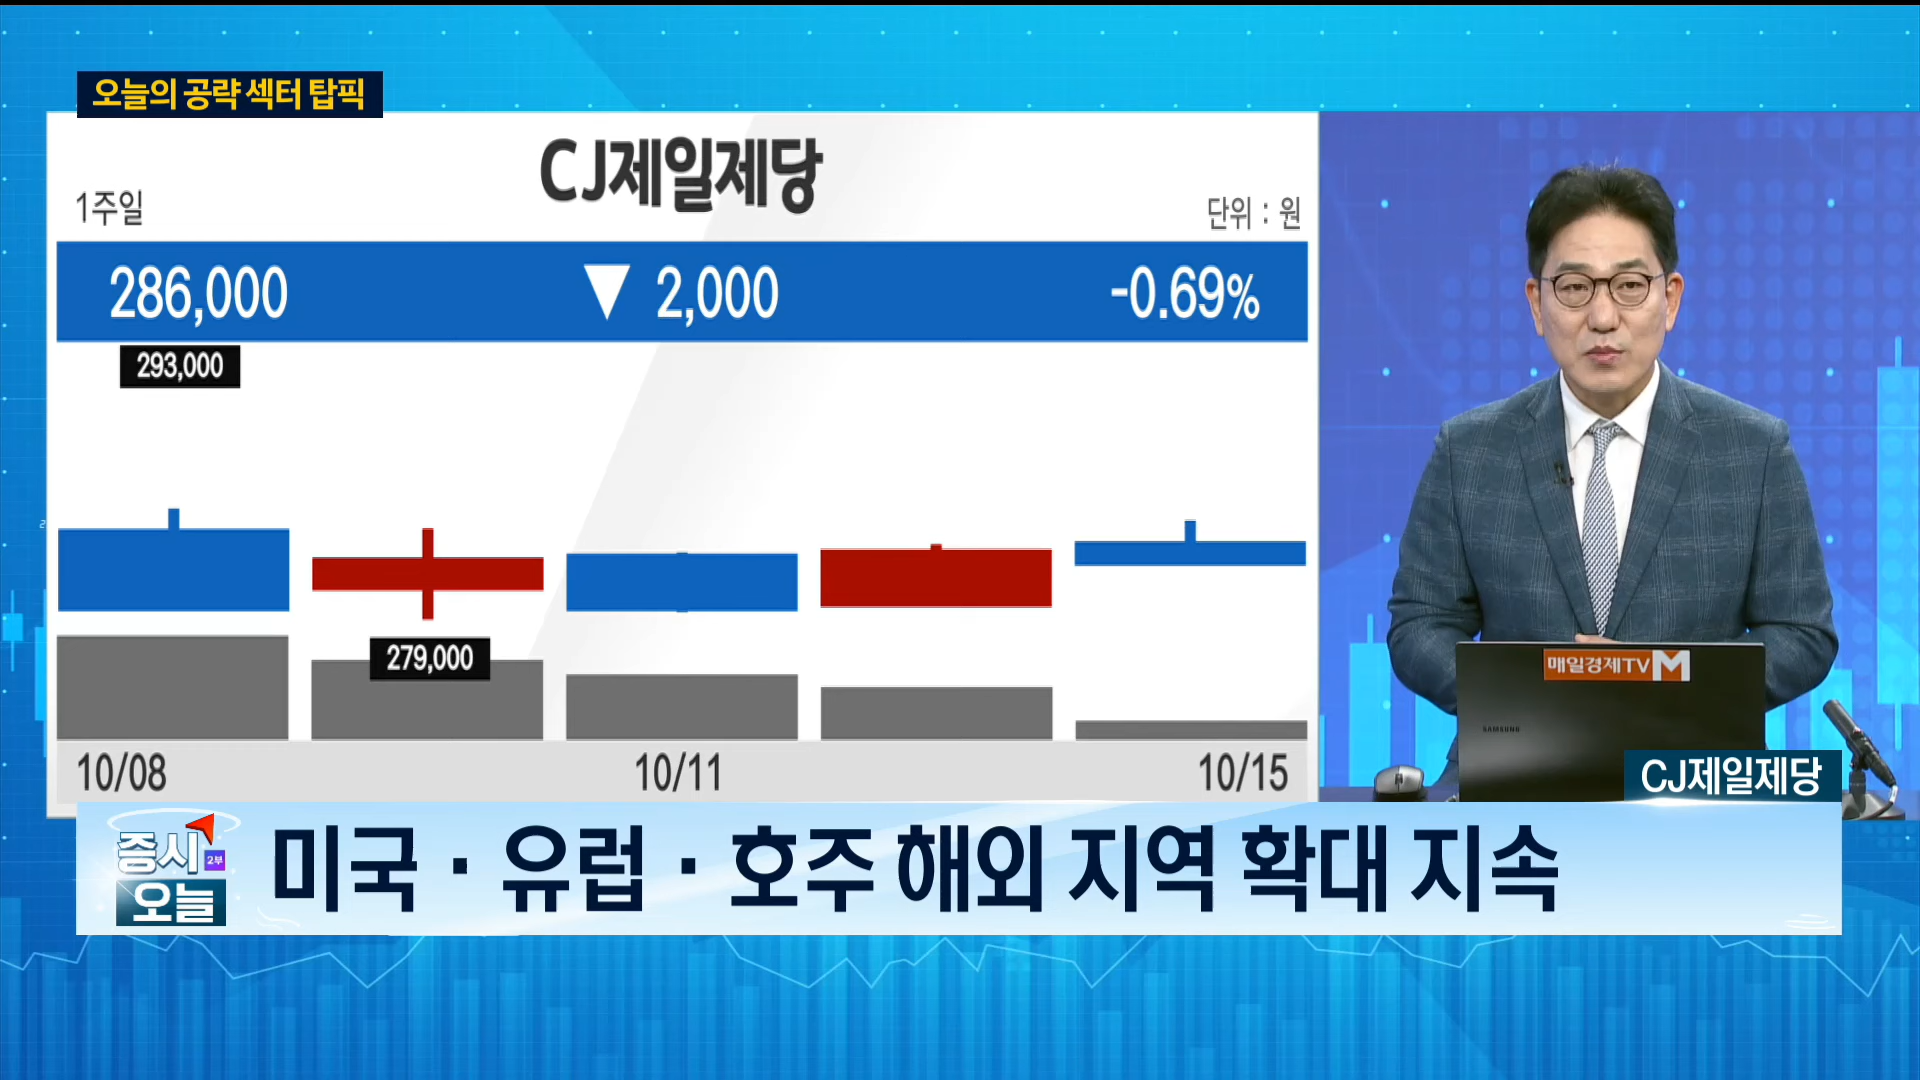 오늘의 공략 섹터 탑픽
CJ제일제당
1주일
단위 : 원
286,000 ▼ 2,000 -0.69%
293,000
279,000
10/08 10/11 10/15
매일경제TV M
SAMSUNG
CJ제일제당
증시 2부
오늘
미국 · 유럽 · 호주 해외 지역 확대 지속